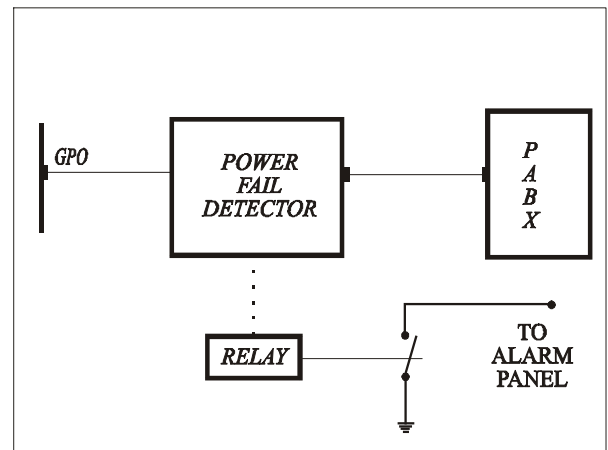 GPO
POWER
FAIL
DETECTOR
P
A
B
X
RELAY
TO
ALARM
PANEL